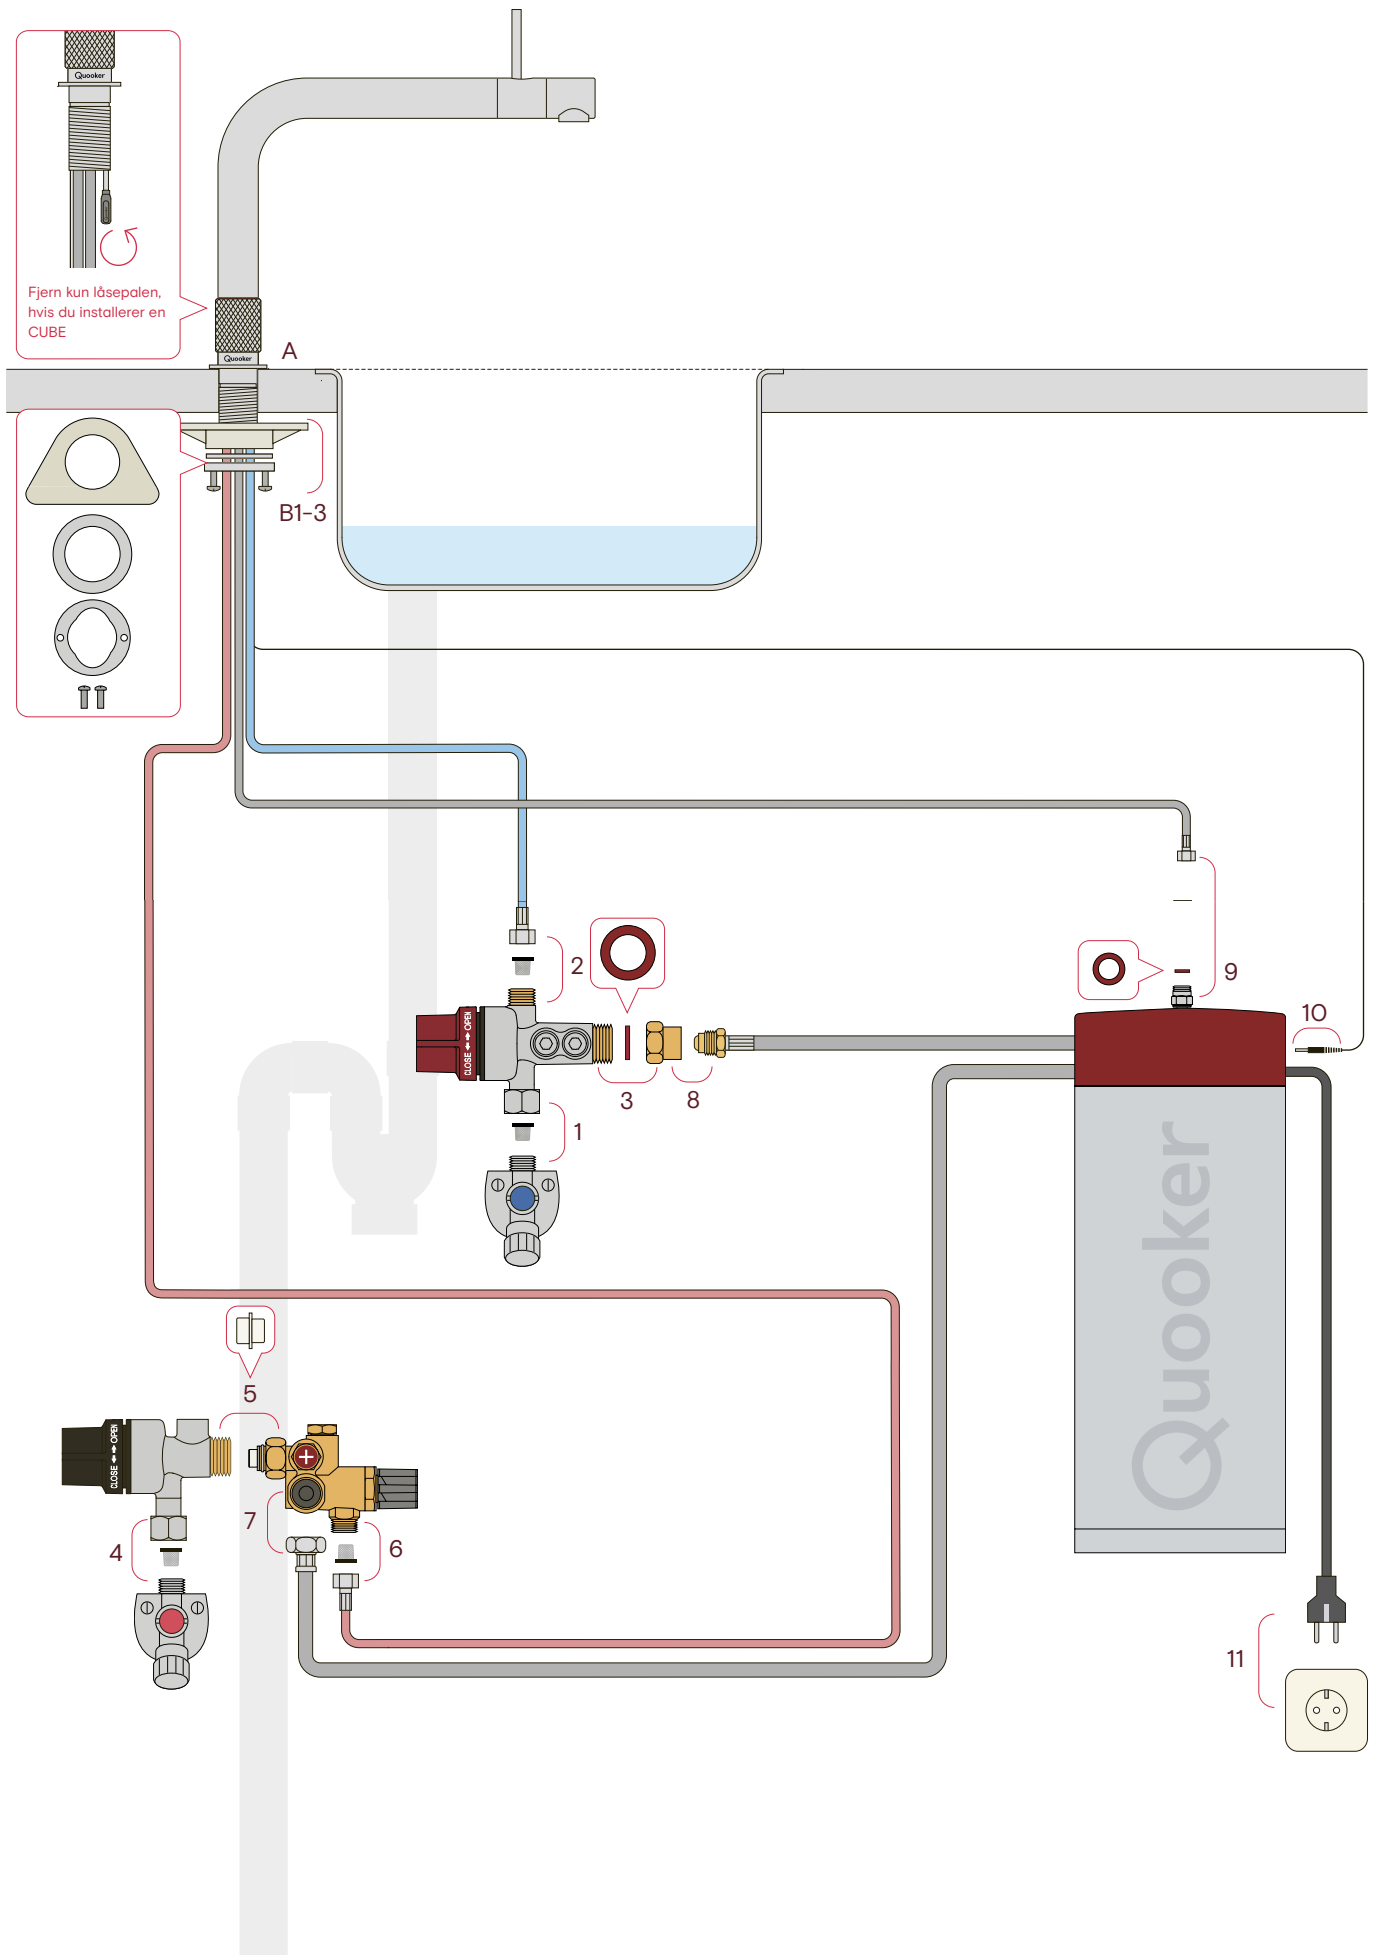 Quooker
Fjern kun låsepalen,
hvis du installerer en
CUBE
Quooker
A
B1-3
2
9
10
CLOSE OPEN
3
8
1
Quooker
5
CLOSE OPEN
7
4
6
11